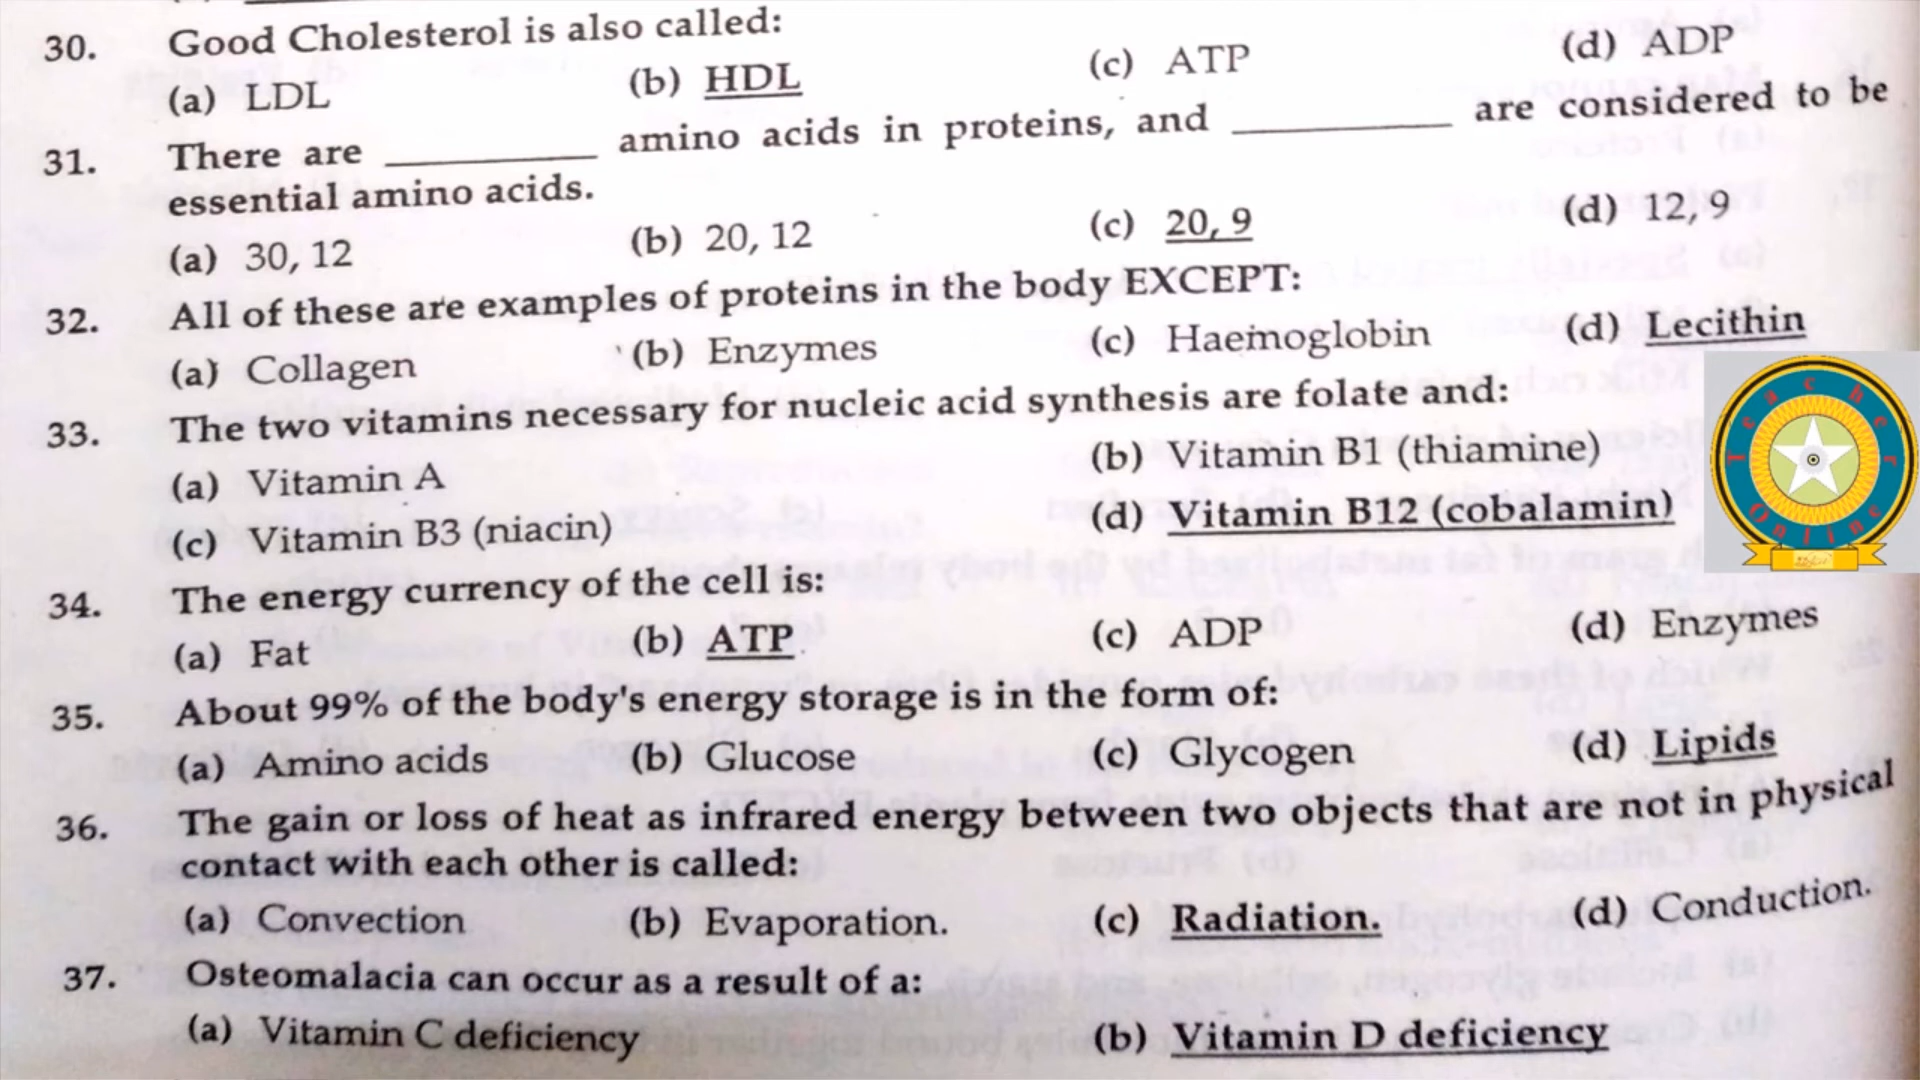 30. Good Cholesterol is also called:
(a) LDL (b) HDL (c) ATP (d) ADP
31. There are __________ amino acids in proteins, and __________ are considered to be
essential amino acids.
(a) 30, 12 (b) 20, 12 (c) 20, 9 (d) 12, 9
32. All of these are examples of proteins in the body EXCEPT:
(a) Collagen (b) Enzymes (c) Haemoglobin (d) Lecithin
33. The two vitamins necessary for nucleic acid synthesis are folate and:
(a) Vitamin A (b) Vitamin B1 (thiamine)
(c) Vitamin B3 (niacin) (d) Vitamin B12 (cobalamin)
Teacher
Online
34. The energy currency of the cell is:
(a) Fat (b) ATP (c) ADP (d) Enzymes
35. About 99% of the body's energy storage is in the form of:
(a) Amino acids (b) Glucose (c) Glycogen (d) Lipids
36. The gain or loss of heat as infrared energy between two objects that are not in physical
contact with each other is called:
(a) Convection (b) Evaporation. (c) Radiation. (d) Conduction.
37. Osteomalacia can occur as a result of a:
(a) Vitamin C deficiency (b) Vitamin D deficiency